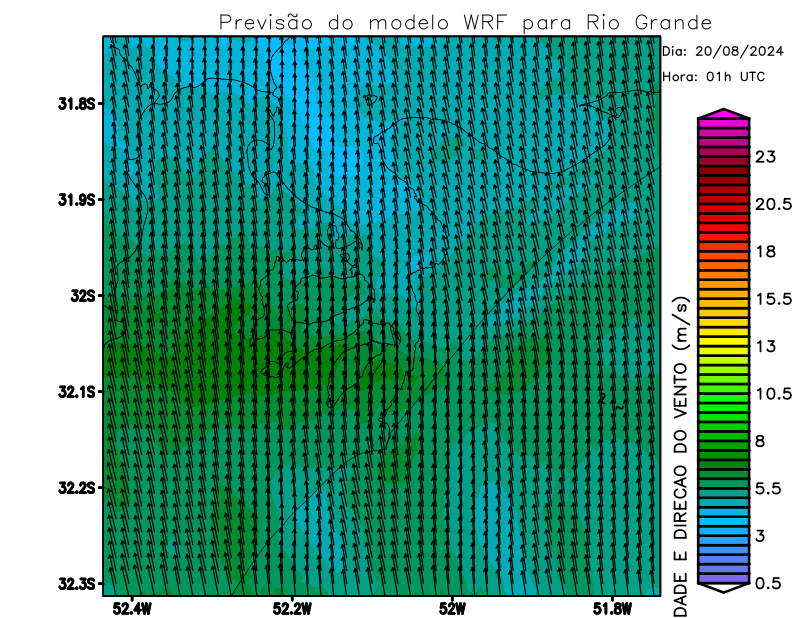 Previsão do modelo WRF para Rio Grande
Dia: 20/08/2024
Hora: 01h UTC
31.8S
31.9S
32S
32.1S
32.2S
32.3S
52.4W
52.2W
52W
51.8W
23
20.5
18
15.5
13
10.5
8
5.5
3
0.5
DADE E DIRECAO DO VENTO (m/s)